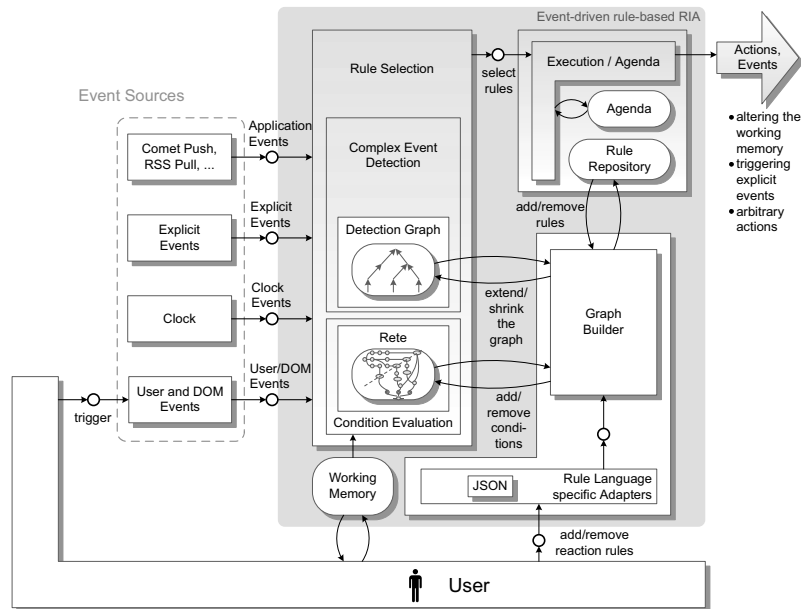 Event-driven rule-based RIA
Rule Selection
select
rules
Execution / Agenda
Actions,
Events
Agenda
Rule
Repository
• altering the
working
memory
• triggering
explicit
events
• arbitrary
actions
Event Sources
Comet Push,
RSS Pull, ...
Application
Events
Complex Event
Detection
Explicit
Events
Explicit
Events
Detection Graph
add/remove
rules
Clock
Clock
Events
extend/
shrink
the
graph
Graph
Builder
User and DOM
Events
User/DOM
Events
trigger
Rete
Condition Evaluation
add/
remove
condi-
tions
Working
Memory
JSON
Rule Language
specific Adapters
add/remove
reaction rules
User